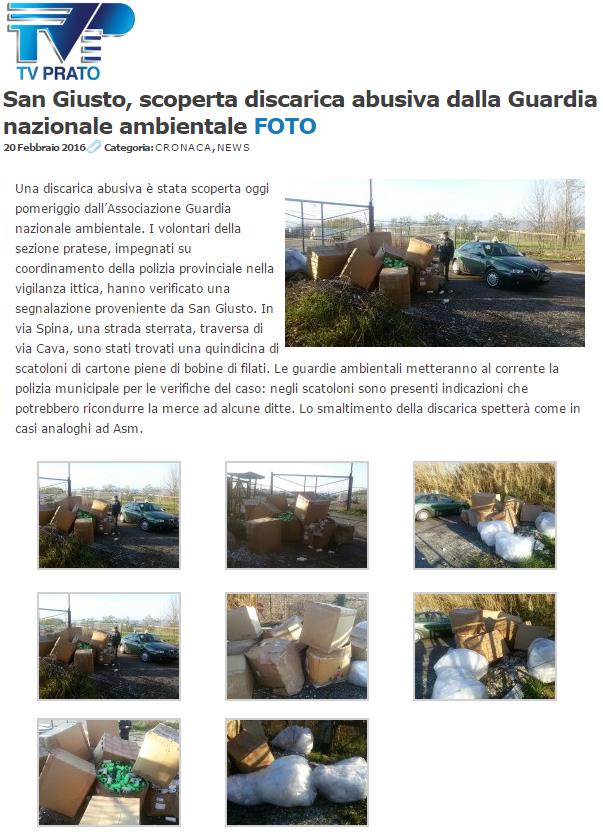 TVP
TV PRATO
San Giusto, scoperta discarica abusiva dalla Guardia
nazionale ambientale FOTO
20 Febbraio 2016 Categoria: CRONACA, NEWS
Una discarica abusiva è stata scoperta oggi
pomeriggio dall´Associazione Guardia
nazionale ambientale. I volontari della
sezione pratese, impegnati su
coordinamento della polizia provinciale nella
vigilanza ittica, hanno verificato una
segnalazione proveniente da San Giusto. In
via Spina, una strada sterrata, traversa di
via Cava, sono stati trovati una quindicina di
scatoloni di cartone piene di bobine di filati. Le guardie ambientali metteranno al corrente la
polizia municipale per le verifiche del caso: negli scatoloni sono presenti indicazioni che
potrebbero ricondurre la merce ad alcune ditte. Lo smaltimento della discarica spetterà come in
casi analoghi ad Asm.